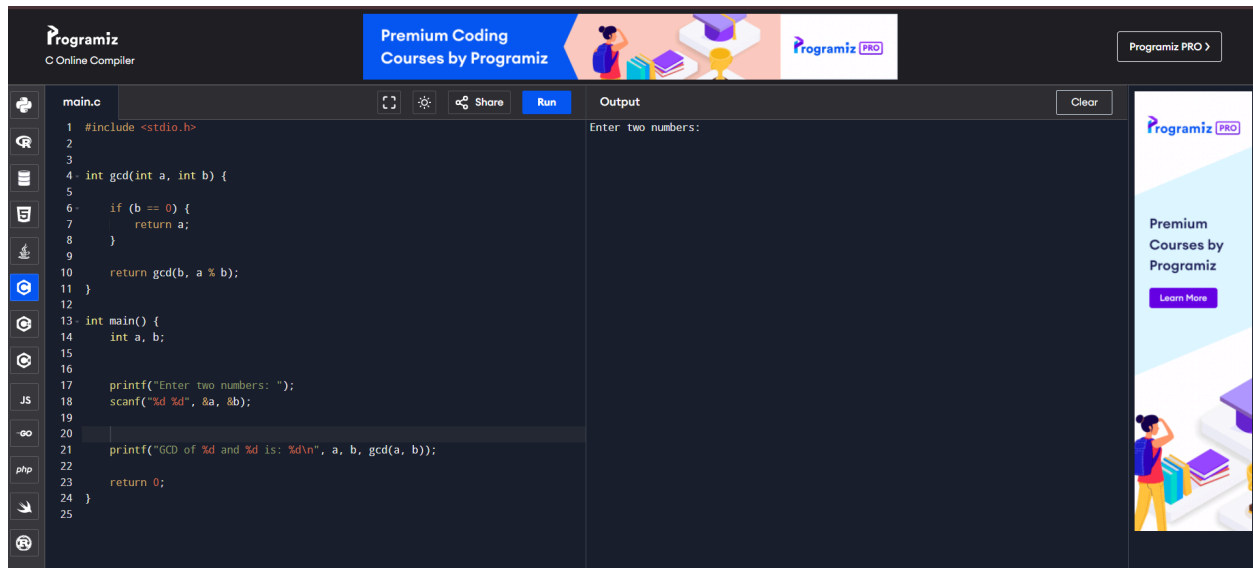 Programiz
C Online Compiler
Premium Coding
Courses by Programiz
Programiz PRO
Programiz PRO >
main.c
Share
Run
Output
Clear
1 #include <stdio.h>
2
3
4 int gcd(int a, int b) {
5
6     if (b == 0) {
7         return a;
8     }
9
10     return gcd(b, a % b);
11 }
12
13 int main() {
14     int a, b;
15
16
17     printf("Enter two numbers: ");
18     scanf("%d %d", &a, &b);
19
20
21     printf("GCD of %d and %d is: %d\n", a, b, gcd(a, b));
22
23     return 0;
24 }
25
Enter two numbers:
JS
GO
php
Programiz PRO
Premium
Courses by
Programiz
Learn More